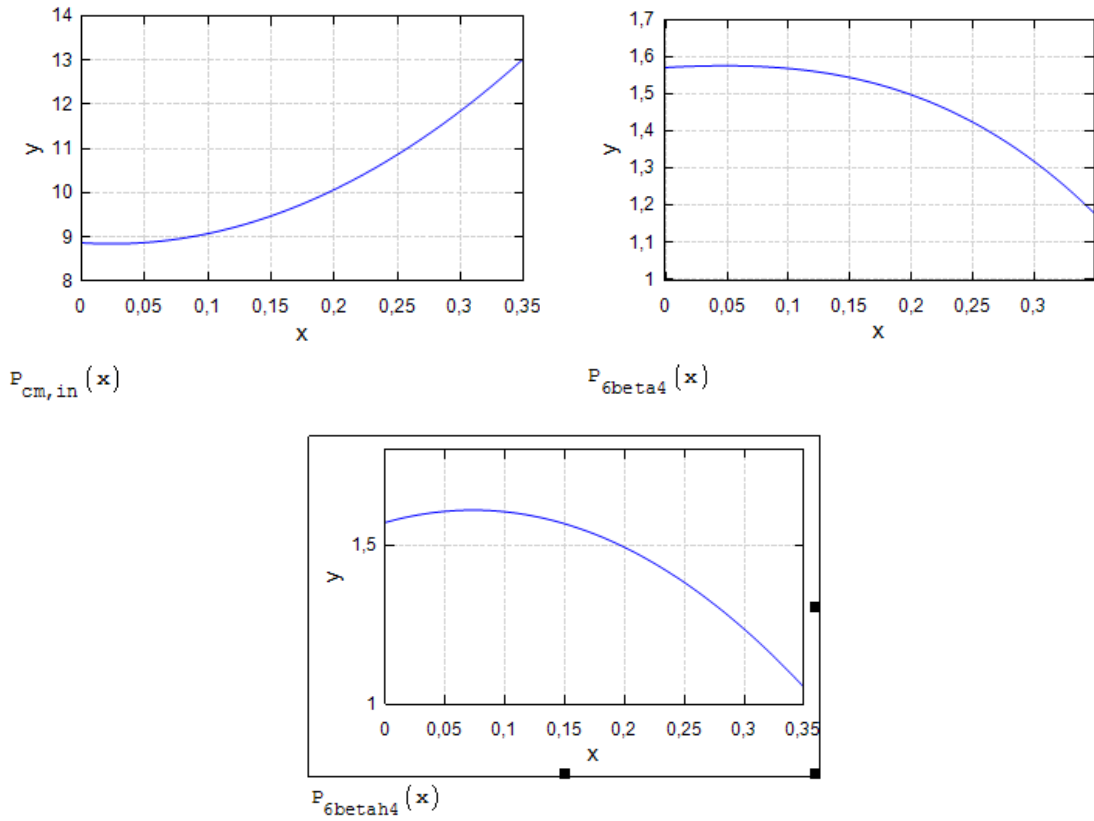 14
13
12
11
10
9
8
y
0 0,05 0,1 0,15 0,2 0,25 0,3 0,35
x
P cm,in (x)
1,7
1,6
1,5
1,4
1,3
1,2
1,1
1
y
0 0,05 0,1 0,15 0,2 0,25 0,3
x
P 6beta4 (x)
1,5
1
y
0 0,05 0,1 0,15 0,2 0,25 0,3 0,35
x
P 6betah4 (x)